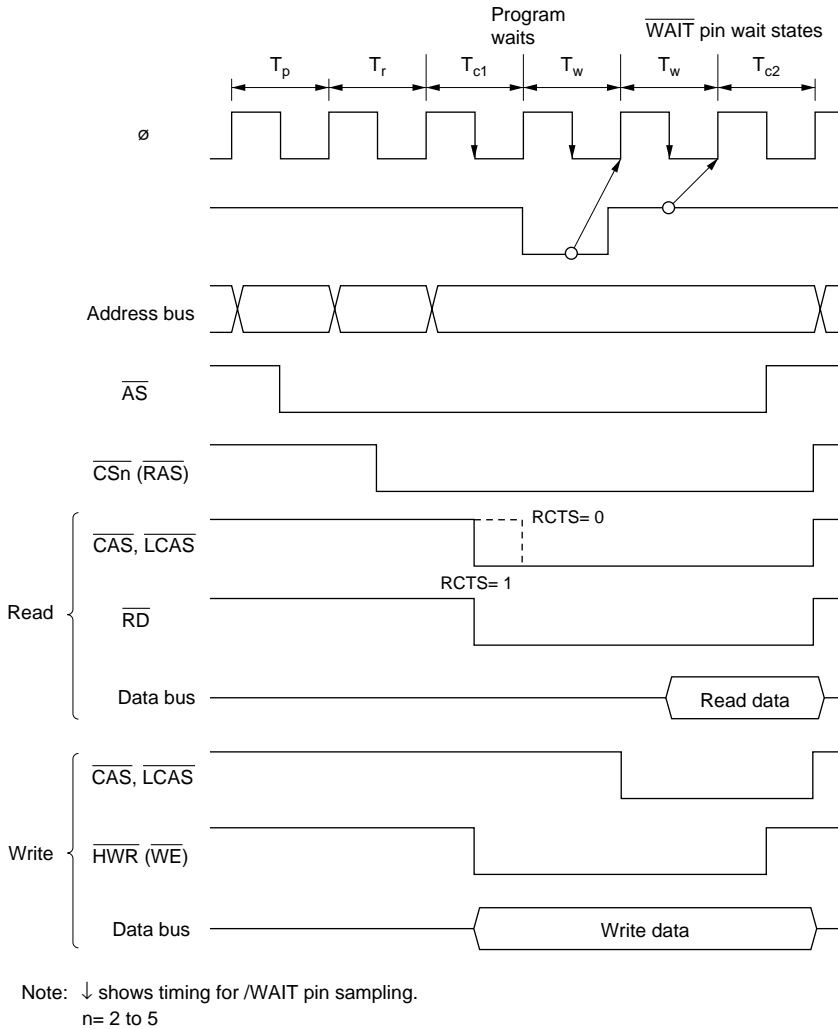 Program
waits
WAIT pin wait states
Tp Tr Tc1 Tw Tw Tc2
ø
Address bus
AS
CSn (RAS)
Read
CAS, LCAS
RCTS= 0
RCTS= 1
RD
Data bus
Read data
Write
CAS, LCAS
HWR (WE)
Data bus
Write data
Note: ↓ shows timing for /WAIT pin sampling.
n= 2 to 5